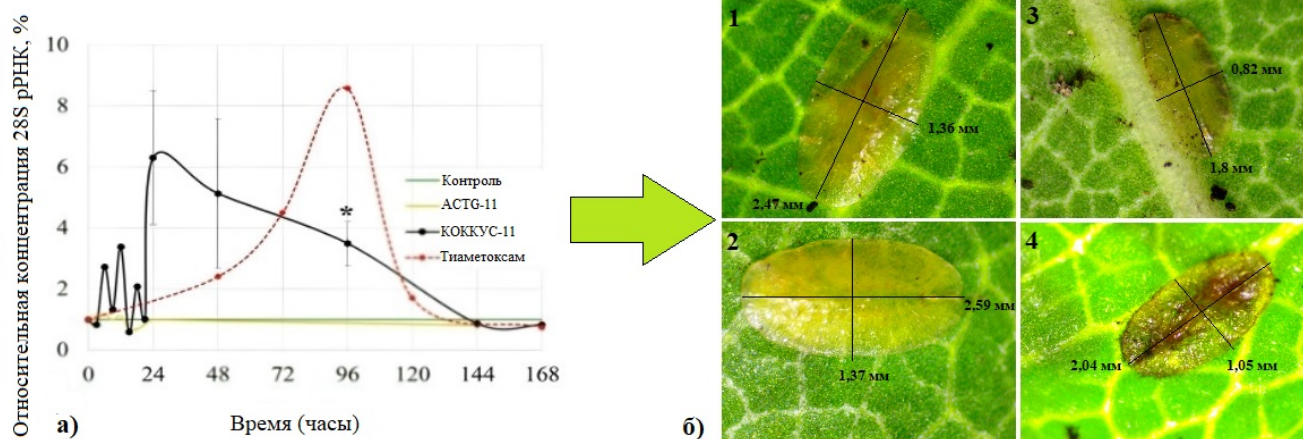 Относительная концентрация 28S рРНК, %
10
8
6
4
2
0
0 24 48 72 96 120 144 168
*
Контроль
ACTG-11
КОККУС-11
Тиаметоксам
а)
Время (часы)
б)
1
1,36 мм
2,47 мм
3
0,82 мм
1,8 мм
2
2,59 мм
1,37 мм
4
2,04 мм
1,05 мм